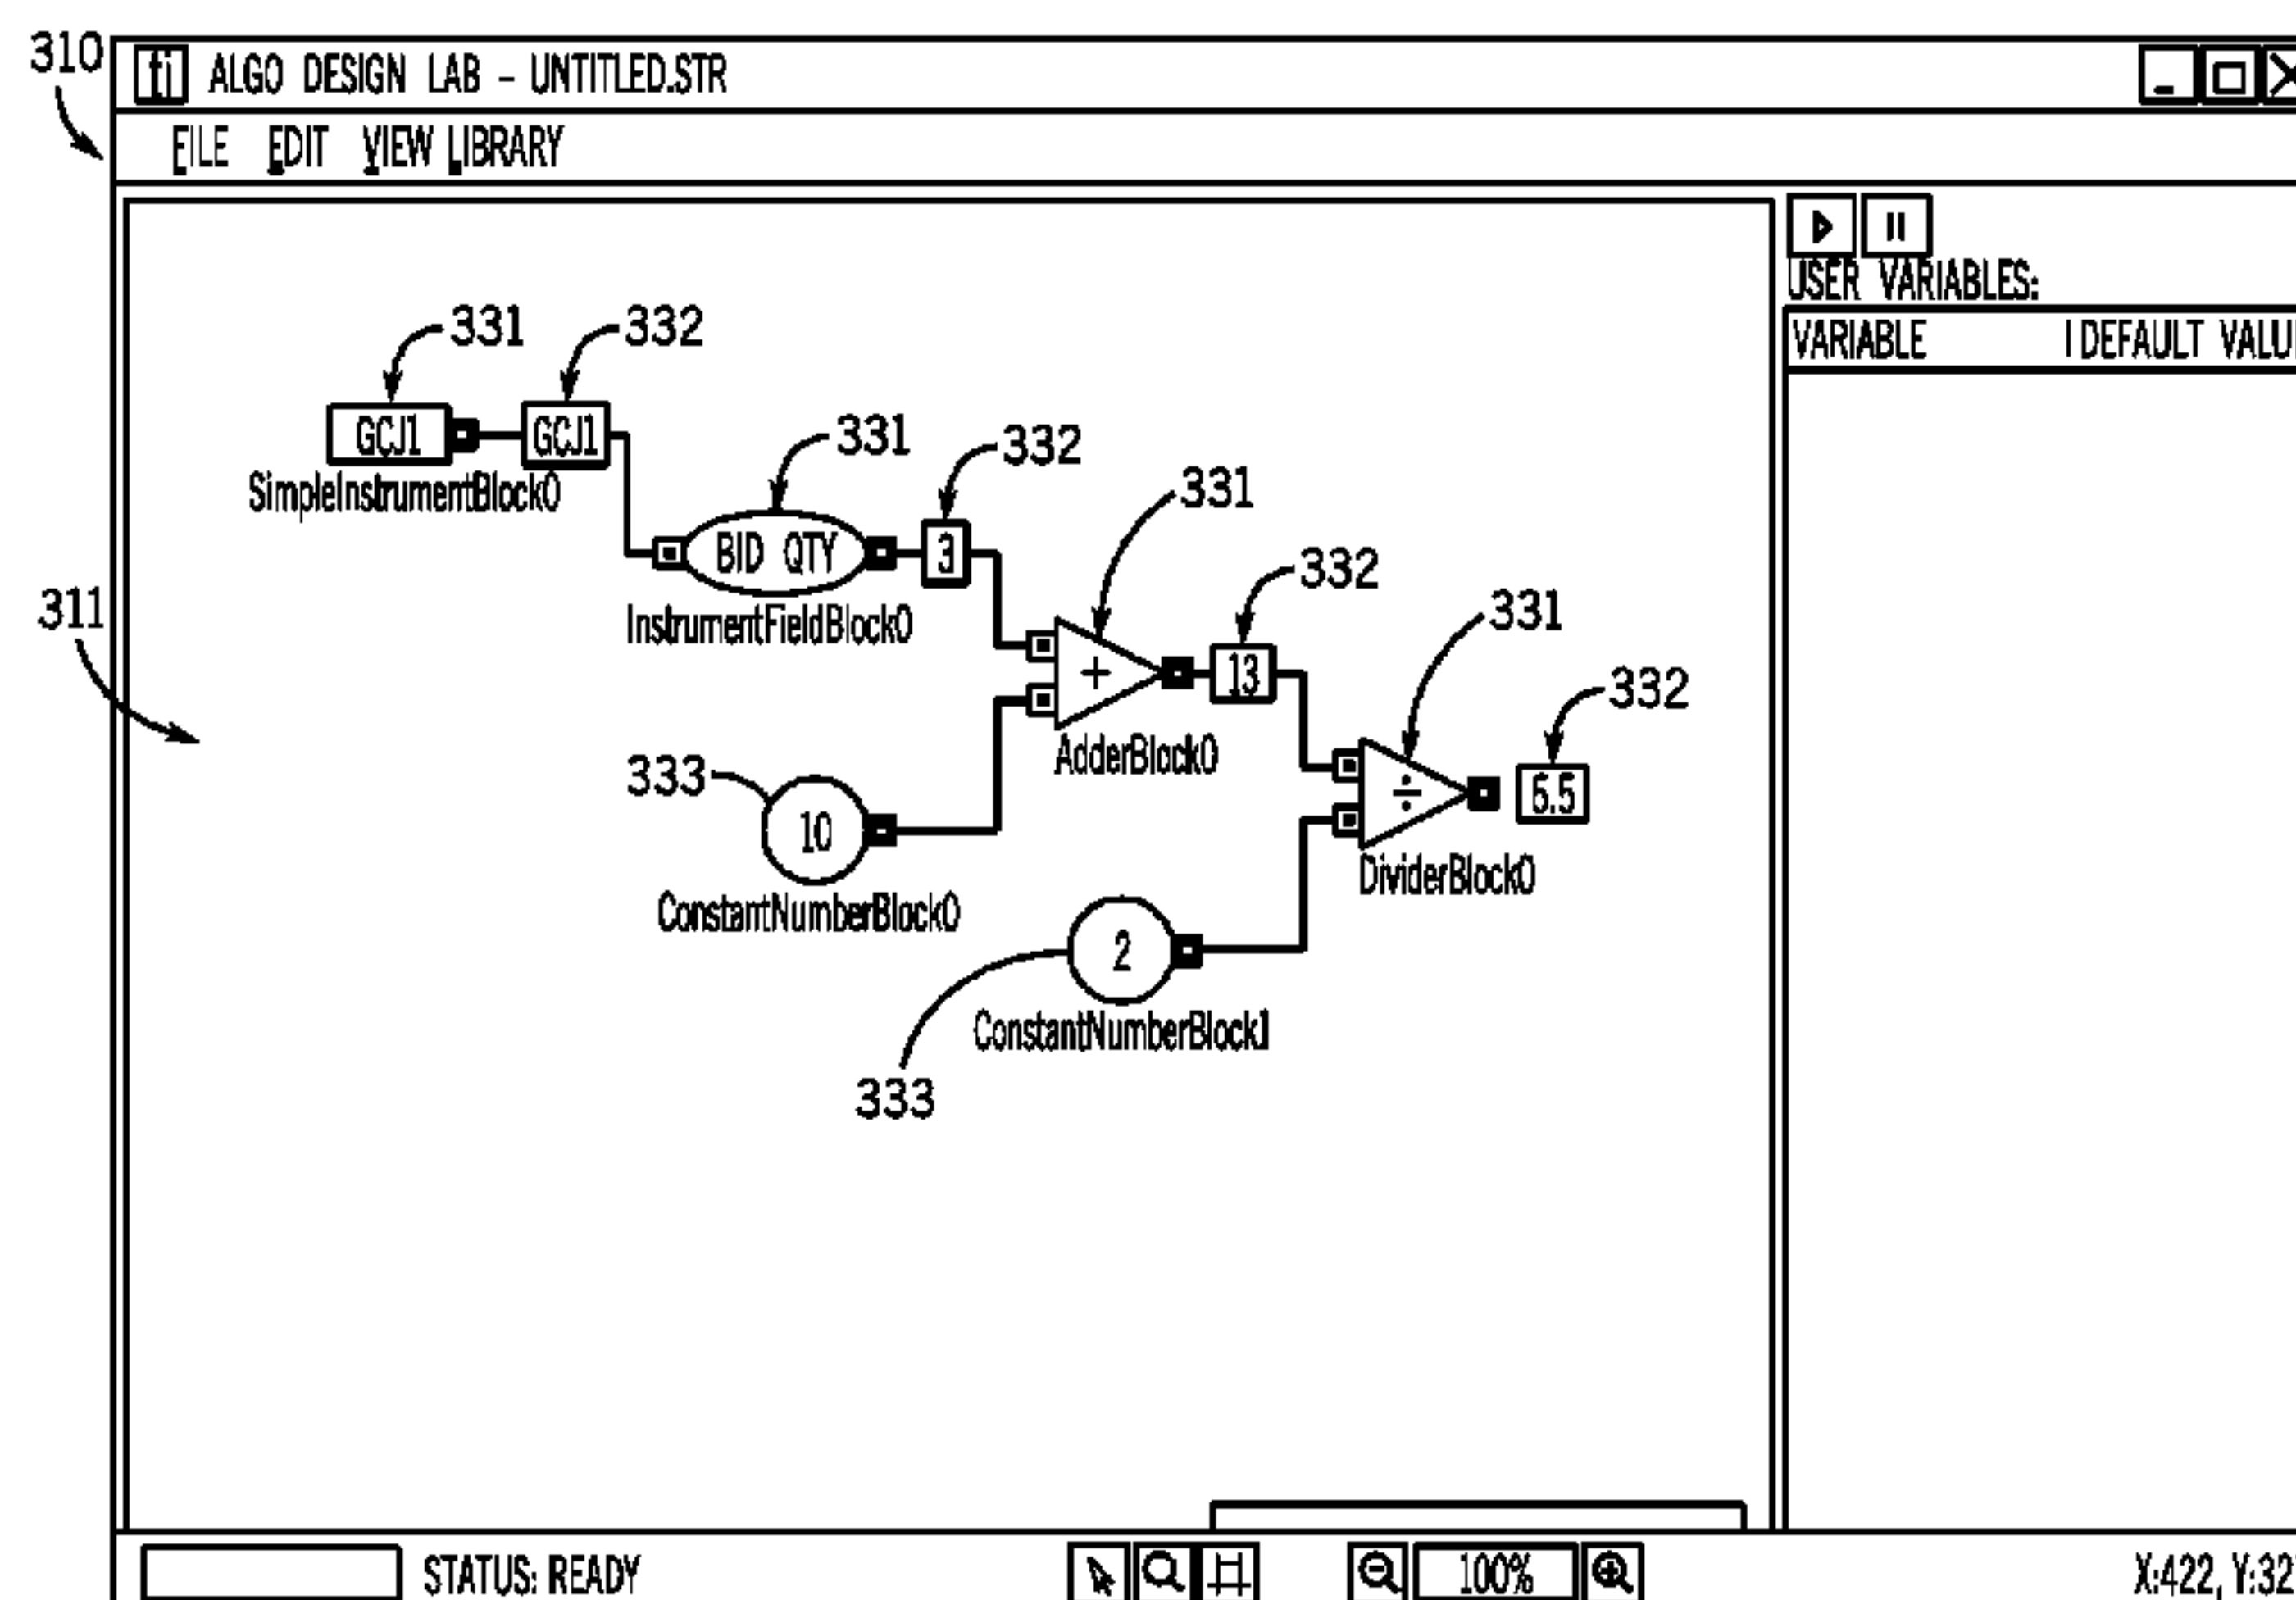 310
fi ALGO DESIGN LAB - UNTITLED.STR
FILE EDIT VIEW LIBRARY
USER VARIABLES:
VARIABLE | DEFAULT
331 332
GCJ1 GCJ1
SimpleInstrumentBlock0
331 332
BID QTY 3
InstrumentFieldBlock0
311
331 332
+ 13
AdderBlock0
331 332
÷ 6.5
DividerBlock0
333
10
ConstantNumberBlock0
2
ConstantNumberBlock1
333
STATUS: READY 100% X:422, Y:32